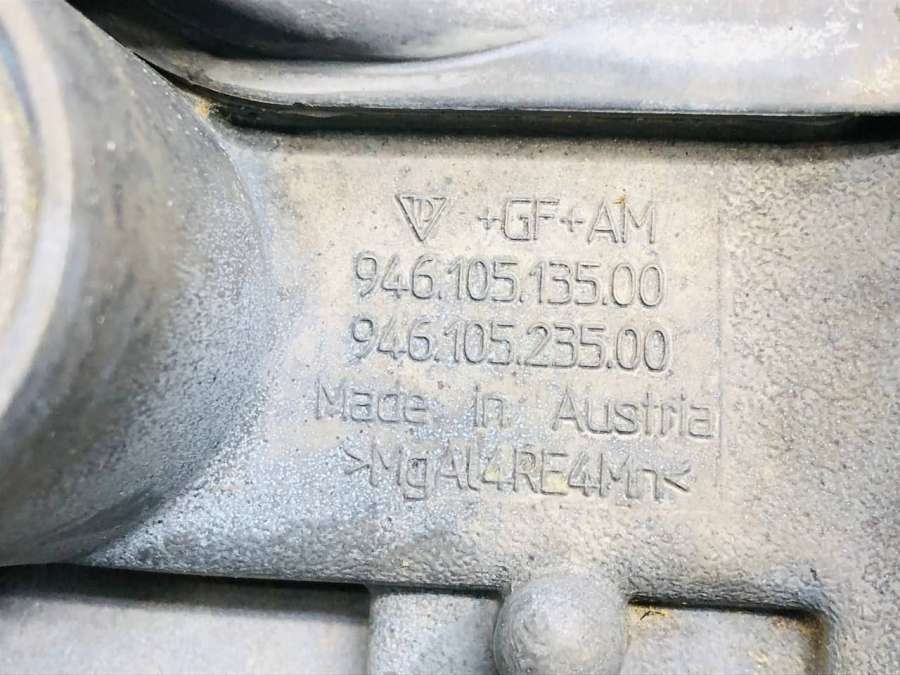 +GF+AM
946.105.135.00
946.105.235.00
Made in Austria
>MgAl4RE4Mn<